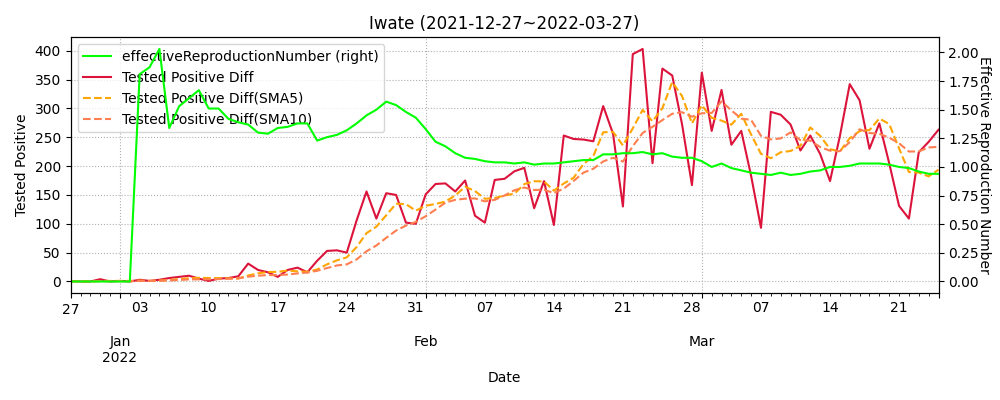 Iwate (2021-12-27~2022-03-27)
effectiveReproductionNumber (right)
Tested Positive Diff
Tested Positive Diff(SMA5)
Tested Positive Diff(SMA10)
Tested Positive
400
350
300
250
200
150
100
50
0
2.00
1.75
1.50
1.25
1.00
0.75
0.50
0.25
0.00
Effective Reproduction Number
27 03 10 17 24 31 07 14 21 28 07 14 21
Jan Feb Mar
2022
Date